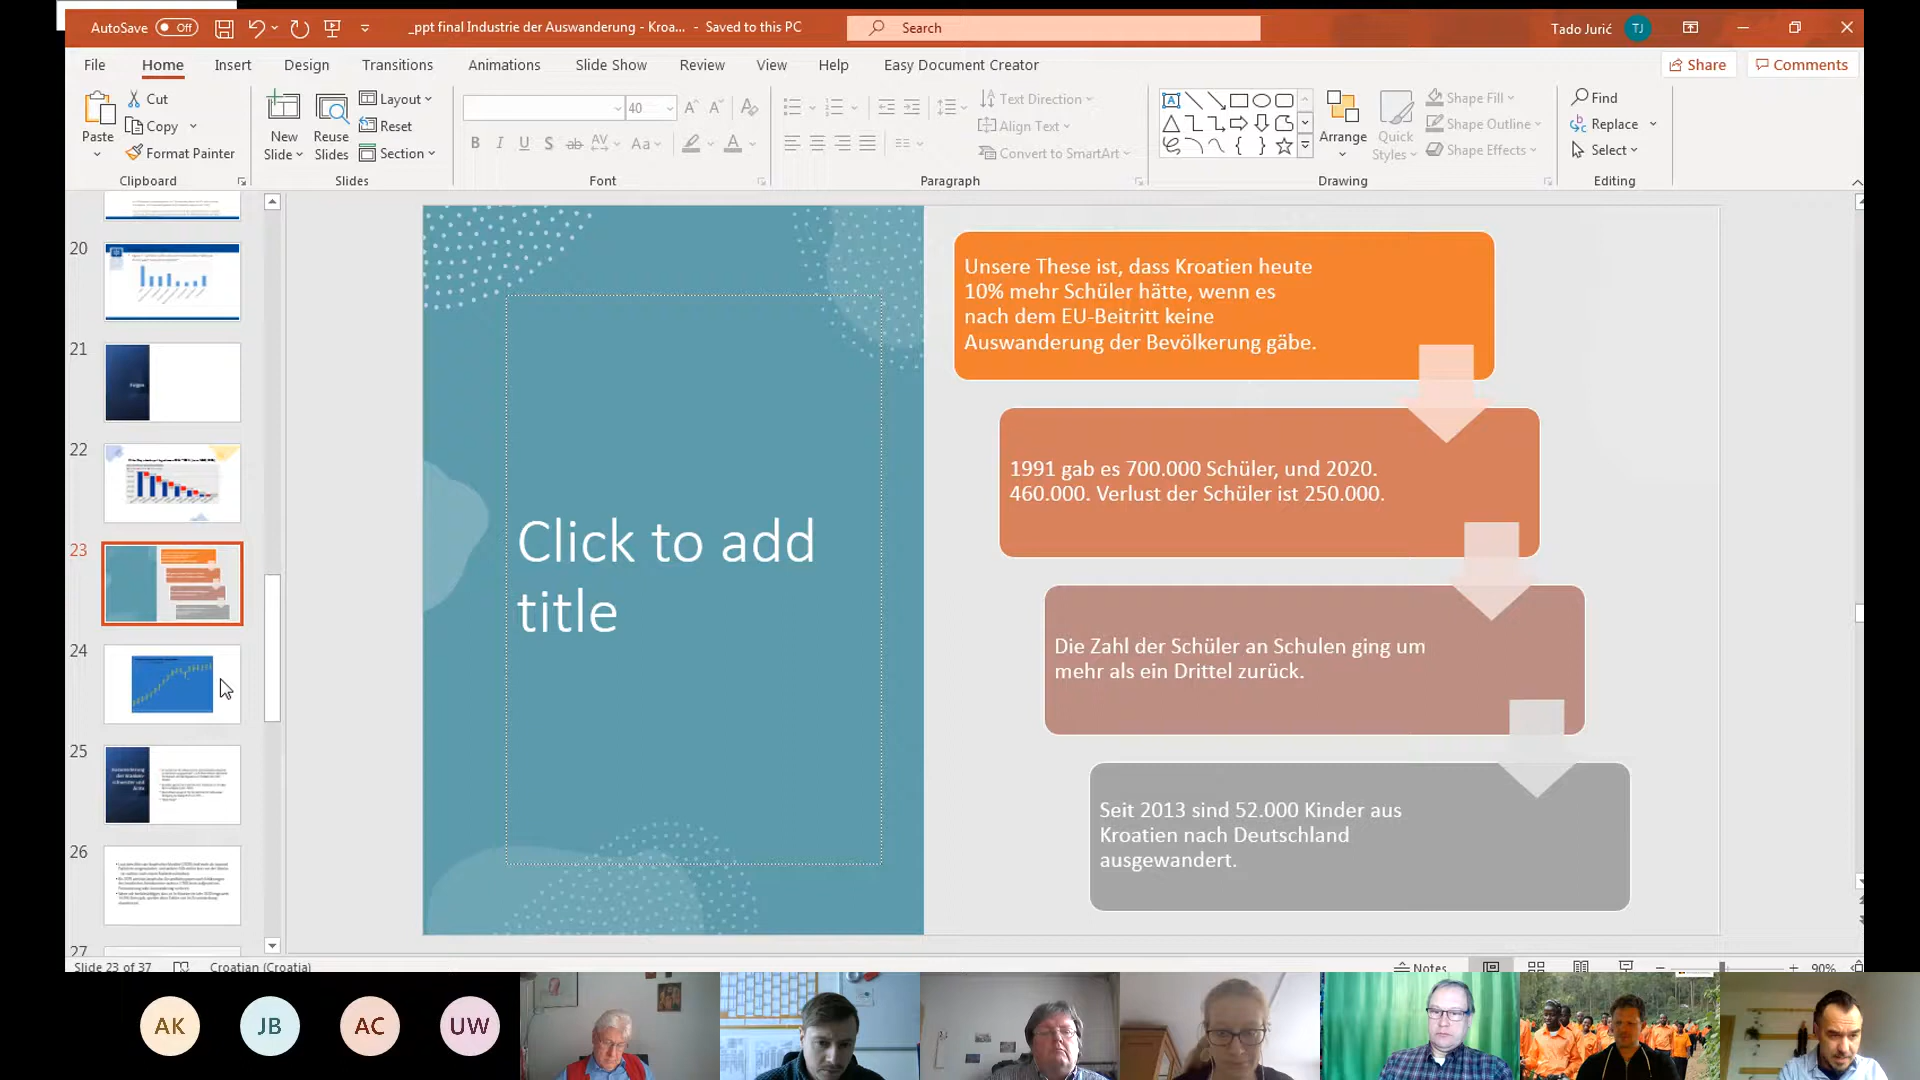 AutoSave Off _ppt final Industrie der Auswanderung - Kroa... - Saved to this PC Search Tado Jurić TJ
File Home Insert Design Transitions Animations Slide Show Review View Help Easy Document Creator Share Comments
Paste
Cut
Copy
Format Painter
Clipboard
New Slide
Reuse Slides
Layout
Reset
Section
Slides
40
Font
Text Direction
Align Text
Convert to SmartArt
Paragraph
Arrange
Quick Styles
Shape Fill
Shape Outline
Shape Effects
Drawing
Find
Replace
Select
Editing
20
21
22
23
24
25
26
27
Click to add
title
Unsere These ist, dass Kroatien heute
10% mehr Schüler hätte, wenn es
nach dem EU-Beitritt keine
Auswanderung der Bevölkerung gäbe.
1991 gab es 700.000 Schüler, und 2020.
460.000. Verlust der Schüler ist 250.000.
Die Zahl der Schüler an Schulen ging um
mehr als ein Drittel zurück.
Seit 2013 sind 52.000 Kinder aus
Kroatien nach Deutschland
ausgewandert.
Slide 23 of 37 Croatian (Croatia) Notes 90%
AK JB AC UW